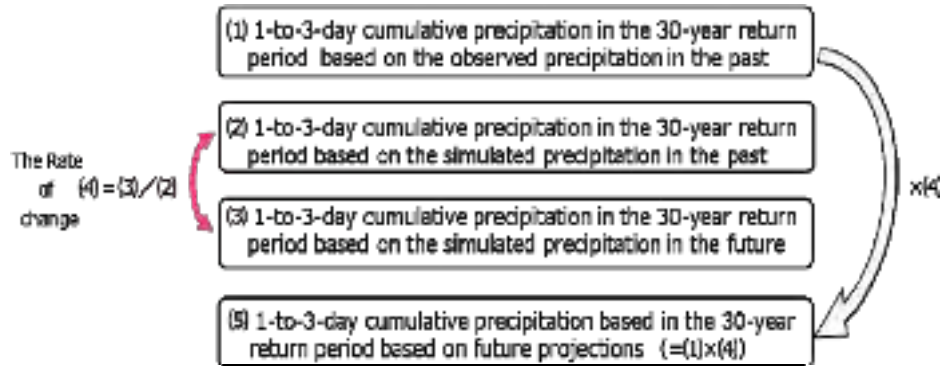 (1) 1-to-3-day cumulative precipitation in the 30-year return
period based on the observed precipitation in the past
(2) 1-to-3-day cumulative precipitation in the 30-year return
period based on the simulated precipitation in the past
The Rate
of (4)=(3)/(2)
change
×(4)
(3) 1-to-3-day cumulative precipitation in the 30-year return
period based on the simulated precipitation in the future
(5) 1-to-3-day cumulative precipitation based in the 30-year
return period based on future projections (=(1)×(4))